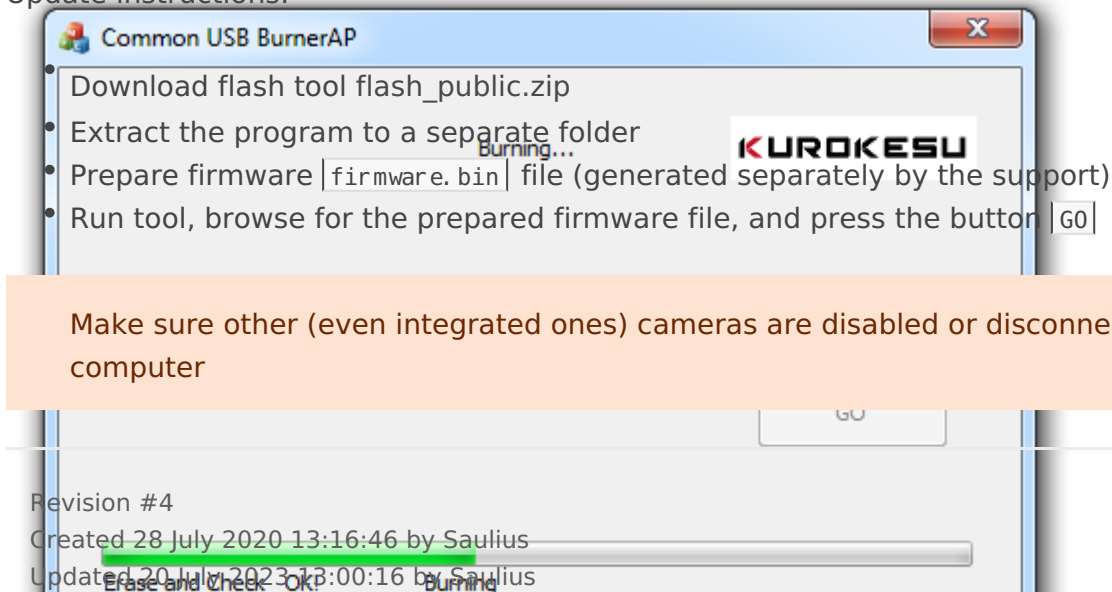 Update instructions:
Common USB BurnerAP
Download flash tool flash_public.zip
Extract the program to a separate folder
Burning...
KUROKESU
Prepare firmware firmware.bin file (generated separately by the support)
Run tool, browse for the prepared firmware file, and press the button GO
Make sure other (even integrated ones) cameras are disabled or disconne
computer
GO
Revision #4
Created 28 July 2020 13:16:46 by Saulius
Updated 20 July 2023 13:00:16 by Saulius
Erase and Check OK! Burning